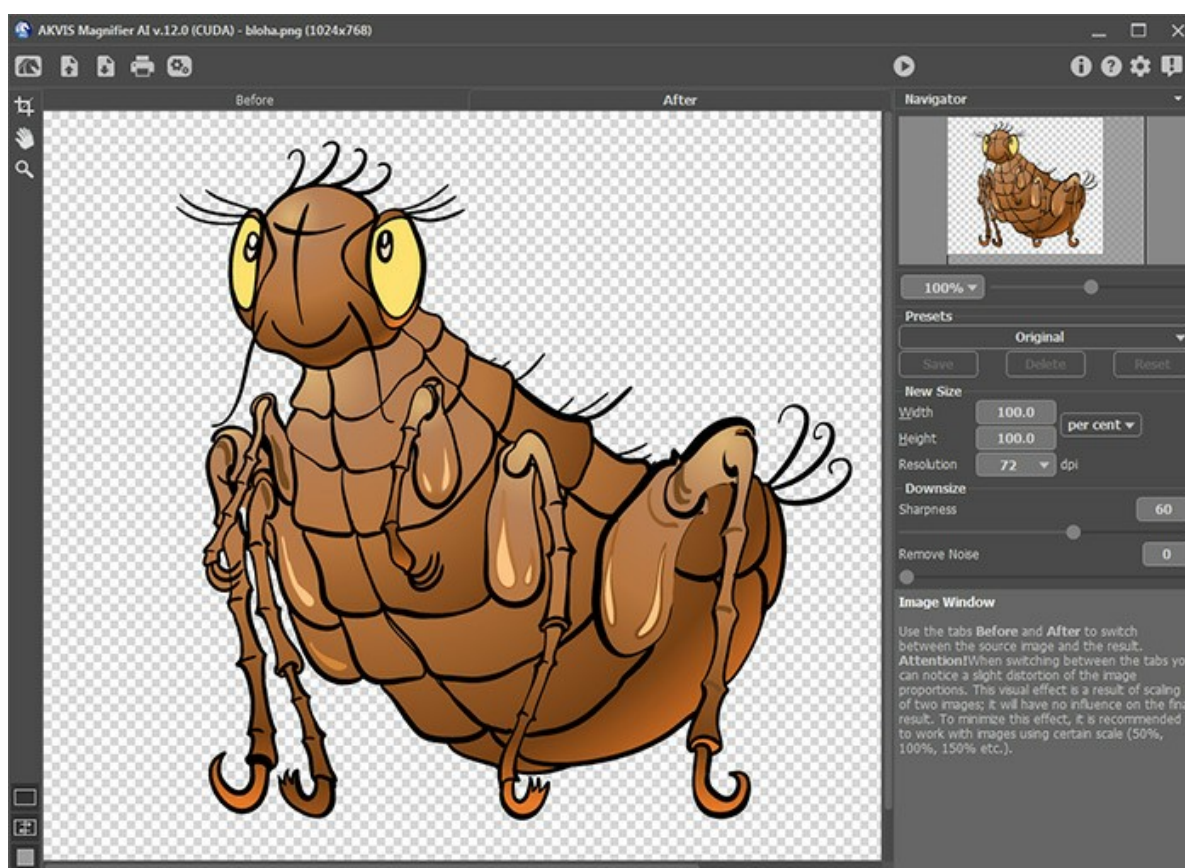 AKVIS Magnifier AI v.12.0 (CUDA) - bloha.png (1024x768)
Before
After
Navigator
100%
Presets
Original
Save
Delete
Reset
New Size
Width 100.0
per cent
Height 100.0
Resolution 72 dpi
Downsize
Sharpness 60
Remove Noise 0
Image Window
Use the tabs Before and After to switch
between the source image and the result.
Attention!When switching between the tabs yo
can notice a slight distortion of the image
proportions. This visual effect is a result of scaling
of two images; it will have no influence on the fina
result. To minimize this effect, it is recommended
to work with images using certain scale (50%,
100%, 150% etc.).